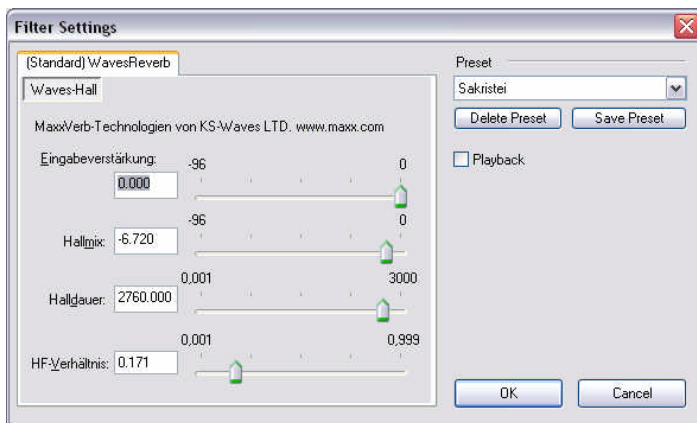 Filter Settings
(Standard) WavesReverb
Waves-Hall
MaxxVerb-Technologien von KS-Waves LTD. www.maxx.com
Eingabeverstärkung:
0.000
-96 0
Hallmix:
-6.720
-96 0
Halldauer:
2760.000
0,001 3000
HF-Verhältnis:
0.171
0,001 0,999
Preset
Sakristei
Delete Preset Save Preset
Playback
OK Cancel